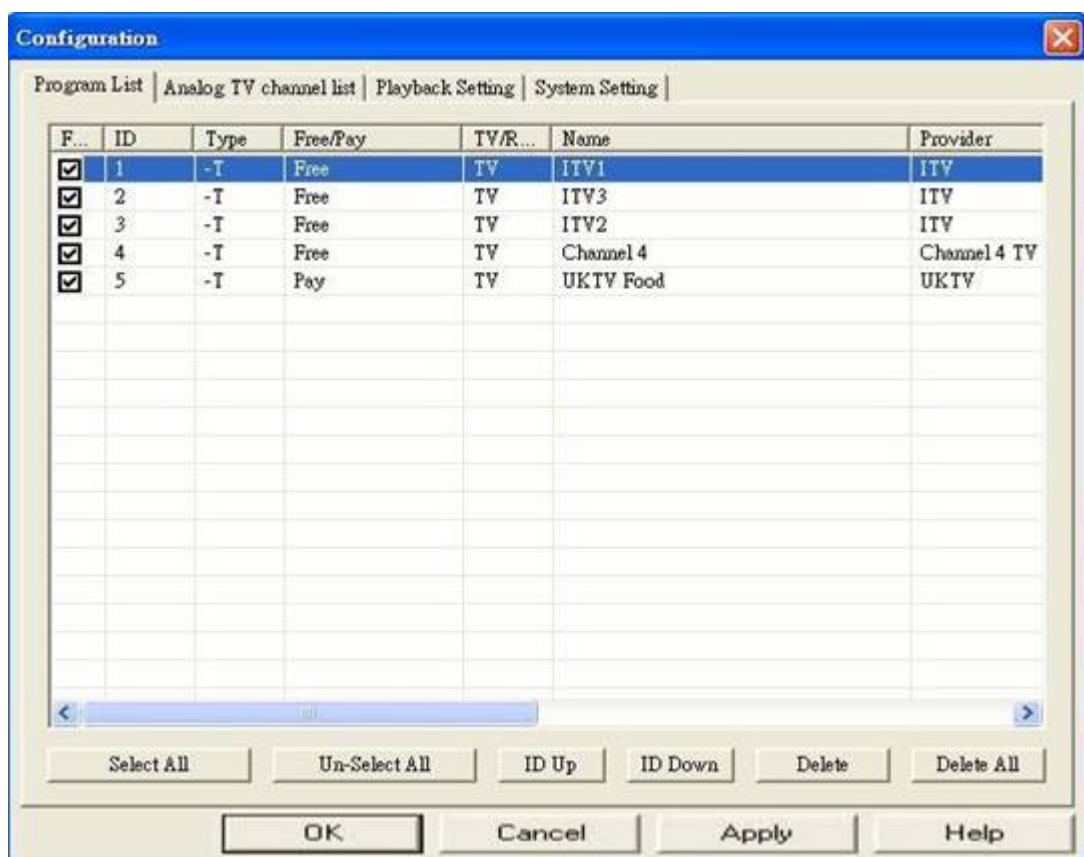 Configuration
Program List Analog TV channel list Playback Setting System Setting
F... ID Type Free/Pay TV/R... Name Provider
1 -T Free TV ITV1 ITV
2 -T Free TV ITV3 ITV
3 -T Free TV ITV2 ITV
4 -T Free TV Channel 4 Channel 4 TV
5 -T Pay TV UKTV Food UKTV
Select All Un-Select All ID Up ID Down Delete Delete All
OK Cancel Apply Help